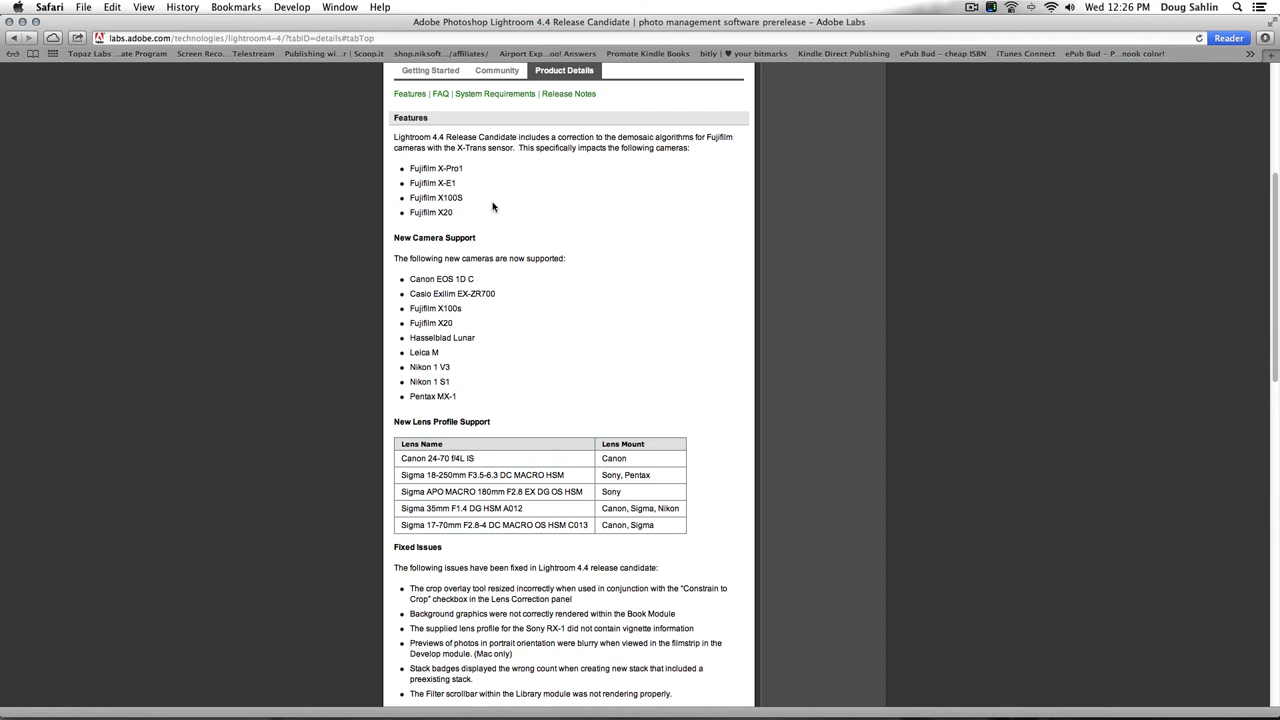 Safari File Edit View History Bookmarks Develop Window Help Wed 12:26 PM Doug Sahlin
Adobe Photoshop Lightroom 4.4 Release Candidate | photo management software prerelease - Adobe Labs
labs.adobe.com/technologies/lightroom4-4/?tabID=details#tabTop Reader
Topaz Labs ...ate Program Screen Reco... Telestream Publishing wi...r | Scoop.it shop.niksoft.../affiliates/ Airport Exp...oo! Answers Promote Kindle Books bitly | ♥ your bitmarks Kindle Direct Publishing ePub Bud - cheap ISBN iTunes Connect ePub Bud - P...nook color! >>
Getting Started Community Product Details
Features | FAQ | System Requirements | Release Notes
Features
Lightroom 4.4 Release Candidate includes a correction to the demosaic algorithms for Fujifilm
cameras with the X-Trans sensor. This specifically impacts the following cameras:
• Fujifilm X-Pro1
• Fujifilm X-E1
• Fujifilm X100S
• Fujifilm X20
New Camera Support
The following new cameras are now supported:
• Canon EOS 1D C
• Casio Exilim EX-ZR700
• Fujifilm X100s
• Fujifilm X20
• Hasselblad Lunar
• Leica M
• Nikon 1 V3
• Nikon 1 S1
• Pentax MX-1
New Lens Profile Support
Lens Name Lens Mount
Canon 24-70 f/4L IS Canon
Sigma 18-250mm F3.5-6.3 DC MACRO HSM Sony, Pentax
Sigma APO MACRO 180mm F2.8 EX DG OS HSM Sony
Sigma 35mm F1.4 DG HSM A012 Canon, Sigma, Nikon
Sigma 17-70mm F2.8-4 DC MACRO OS HSM C013 Canon, Sigma
Fixed Issues
The following issues have been fixed in Lightroom 4.4 release candidate:
• The crop overlay tool resized incorrectly when used in conjunction with the "Constrain to
Crop" checkbox in the Lens Correction panel
• Background graphics were not correctly rendered within the Book Module
• The supplied lens profile for the Sony RX-1 did not contain vignette information
• Previews of photos in portrait orientation were blurry when viewed in the filmstrip in the
Develop module. (Mac only)
• Stack badges displayed the wrong count when creating new stack that included a
preexisting stack.
• The Filter scrollbar within the Library module was not rendering properly.